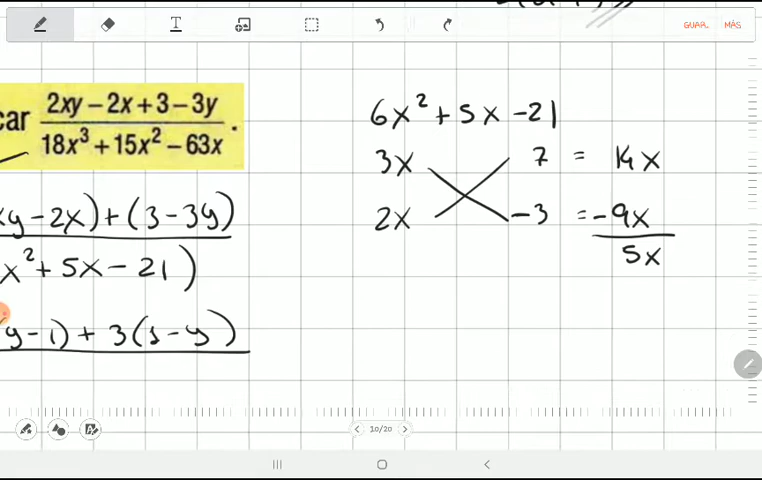 GUAR. MÁS
car 2xy – 2x + 3 – 3y
18x³ + 15x² – 63x .
y – 2x) + (3 – 3y)
x² + 5x – 21)
y – 1) + 3(1 – y)
6x² + 5x – 21
3x 7 = 14x
2x –3 = –9x
5x
10/20